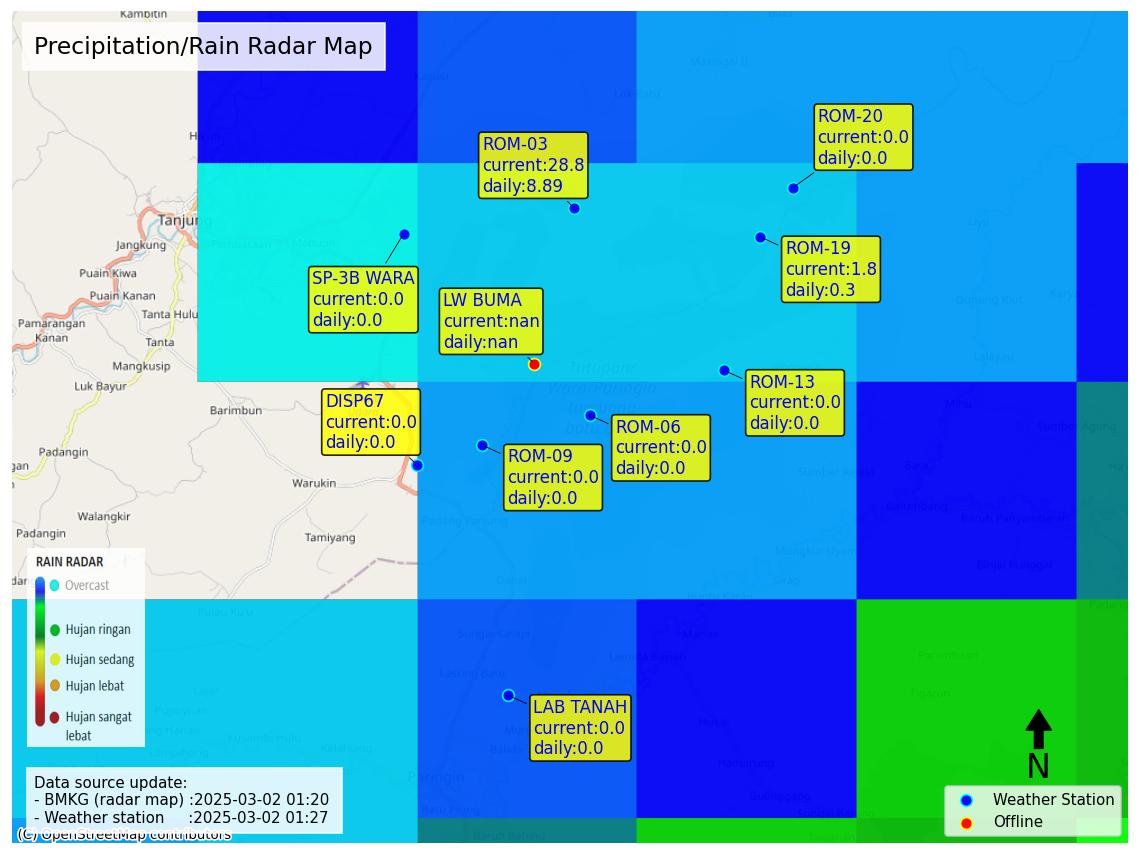 Kambitin
Precipitation/Rain Radar Map
ROM-20
current:0.0
daily:0.0
ROM-03
current:28.8
daily:8.89
Tanjung
Jangkung
ROM-19
current:1.8
daily:0.3
SP-3B WARA
current:0.0
daily:0.0
Puain Kiwa
Puain Kanan
LW BUMA
current:nan
daily:nan
Tanta Hulu
Pamarangan
Kanan
Tanta
Mangkusip
Luk Bayur
ROM-13
current:0.0
daily:0.0
DISP67
current:0.0
daily:0.0
Barimbun
ROM-06
current:0.0
daily:0.0
ROM-09
current:0.0
daily:0.0
Padangin
Warukin
Walangkir
Padangin
Tamiyang
RAIN RADAR
Overcast
Hujan ringan
Hujan sedang
Hujan lebat
Hujan sangat
lebat
LAB TANAH
current:0.0
daily:0.0
Paringin
N
Data source update:
- BMKG (radar map) :2025-03-02 01:20
- Weather station :2025-03-02 01:27
(C) OpenStreetMap contributors
Weather Station
Offline